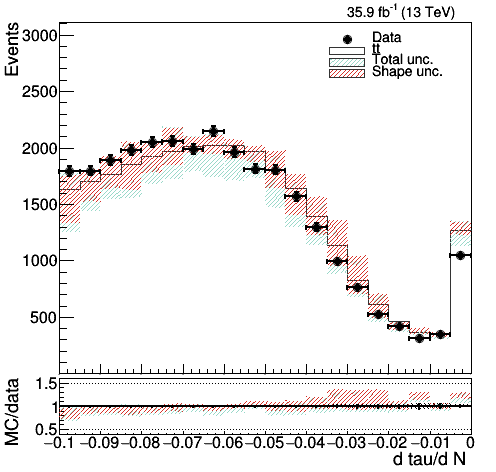 35.9 fb⁻¹ (13 TeV)
Events
3000
2500
2000
1500
1000
500
Data
tt̄
Total unc.
Shape unc.
MC/data
1.5
1
0.5
−0.1 −0.09 −0.08 −0.07 −0.06 −0.05 −0.04 −0.03 −0.02 −0.01 0
d tau/d N